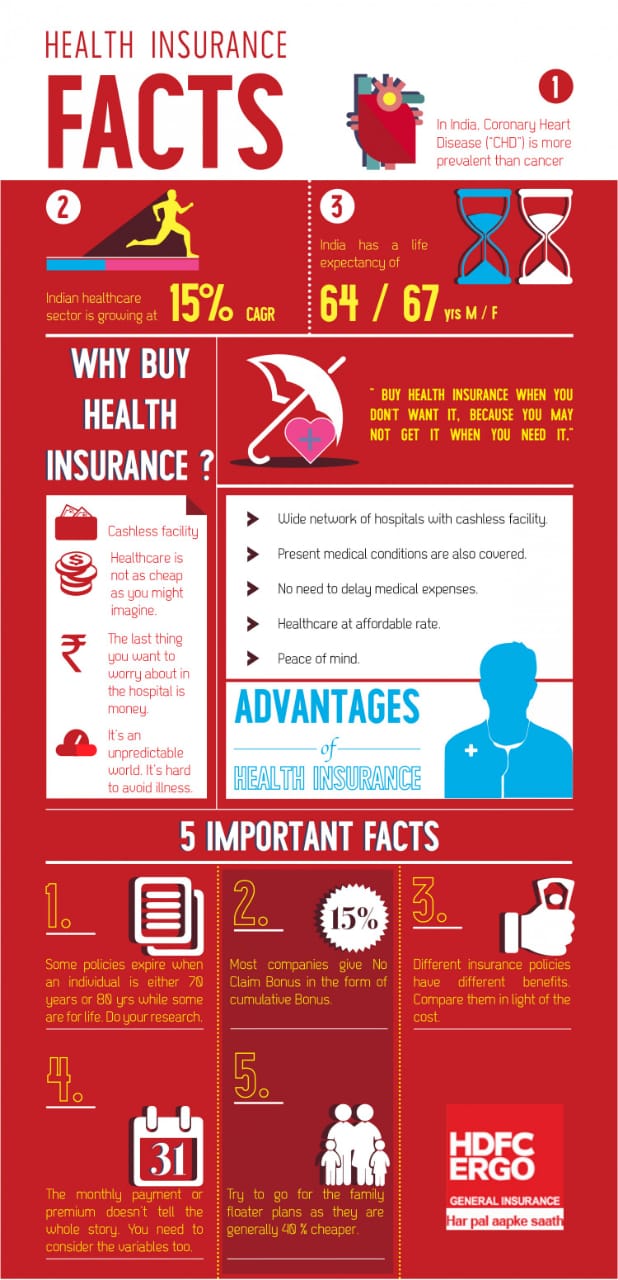 HEALTH INSURANCE
FACTS
1
In India, Coronary Heart
Disease ("CHD") is more
prevalent than cancer
2
Indian healthcare
sector is growing at 15% CAGR
3
India has a life
expectancy of
64 / 67 yrs M / F
WHY BUY
HEALTH
INSURANCE ?
" BUY HEALTH INSURANCE WHEN YOU
DON'T WANT IT, BECAUSE YOU MAY
NOT GET IT WHEN YOU NEED IT."
Cashless facility
$
Healthcare is
not as cheap
as you might
imagine.
₹
The last thing
you want to
worry about in
the hospital is
money.
It's an
unpredictable
world. It's hard
to avoid illness.
Wide network of hospitals with cashless facility.
Present medical conditions are also covered.
No need to delay medical expenses.
Healthcare at affordable rate.
Peace of mind.
ADVANTAGES
of
HEALTH INSURANCE
5 IMPORTANT FACTS
1.
Some policies expire when
an individual is either 70
years or 80 yrs while some
are for life. Do your research.
2.
15%
Most companies give No
Claim Bonus in the form of
cumulative Bonus.
3.
Different insurance policies
have different benefits.
Compare them in light of the
cost.
4.
31
The monthly payment or
premium doesn't tell the
whole story. You need to
consider the variables too.
5.
Try to go for the family
floater plans as they are
generally 40 % cheaper.
HDFC
ERGO
GENERAL INSURANCE
Har pal aapke saath